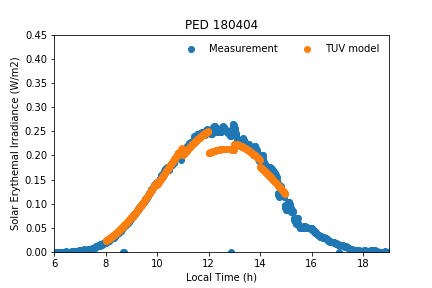 PED 180404
Measurement
TUV model
Solar Erythemal Irradiance (W/m2)
0.45
0.40
0.35
0.30
0.25
0.20
0.15
0.10
0.05
0.00
6 8 10 12 14 16 18
Local Time (h)